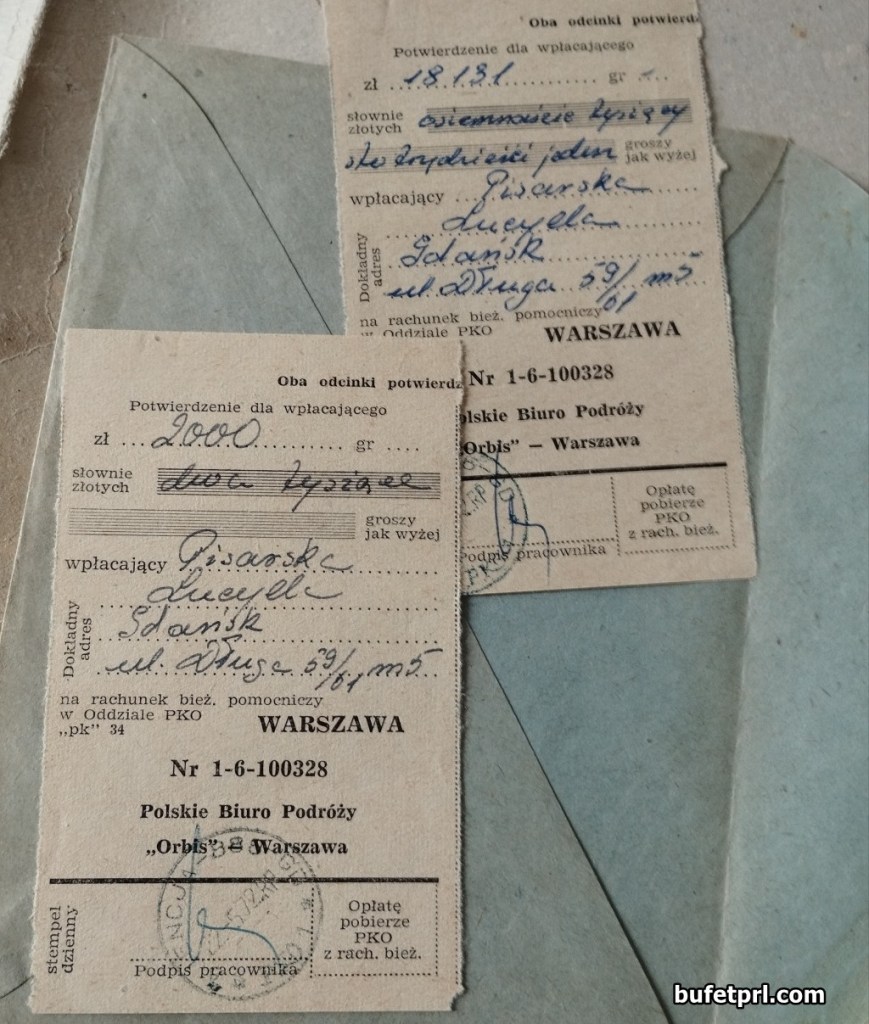 Oba odcinki potwierdz
Potwierdzenie dla wpłacającego
zł 18131 gr –
słownie
złotych osiemnaście tysięcy
sto trzydzieści jeden groszy
jak wyżej
wpłacający Pisarska
Lucyla
Dokładny
adres
Gdańsk
ul. Długa 59/61 m5
na rachunek bież. pomocniczy
w Oddziale PKO
WARSZAWA
Nr 1-6-100328
olskie Biuro Podróży
„Orbis” – Warszawa
Podpis pracownika
Opłatę
pobierze
PKO
z rach. bież.
Oba odcinki potwierdz
Potwierdzenie dla wpłacającego
zł 2000 gr
słownie
złotych dwa tysiące
groszy
jak wyżej
wpłacający Pisarska
Lucyla
Dokładny
adres
Gdańsk
ul. Długa 59/61 m5
na rachunek bież. pomocniczy
w Oddziale PKO
„pk” 34
WARSZAWA
Nr 1-6-100328
Polskie Biuro Podróży
„Orbis” – Warszawa
stempel
dzienny
Podpis pracownika
Opłatę
pobierze
PKO
z rach. bież.
bufetprl.com